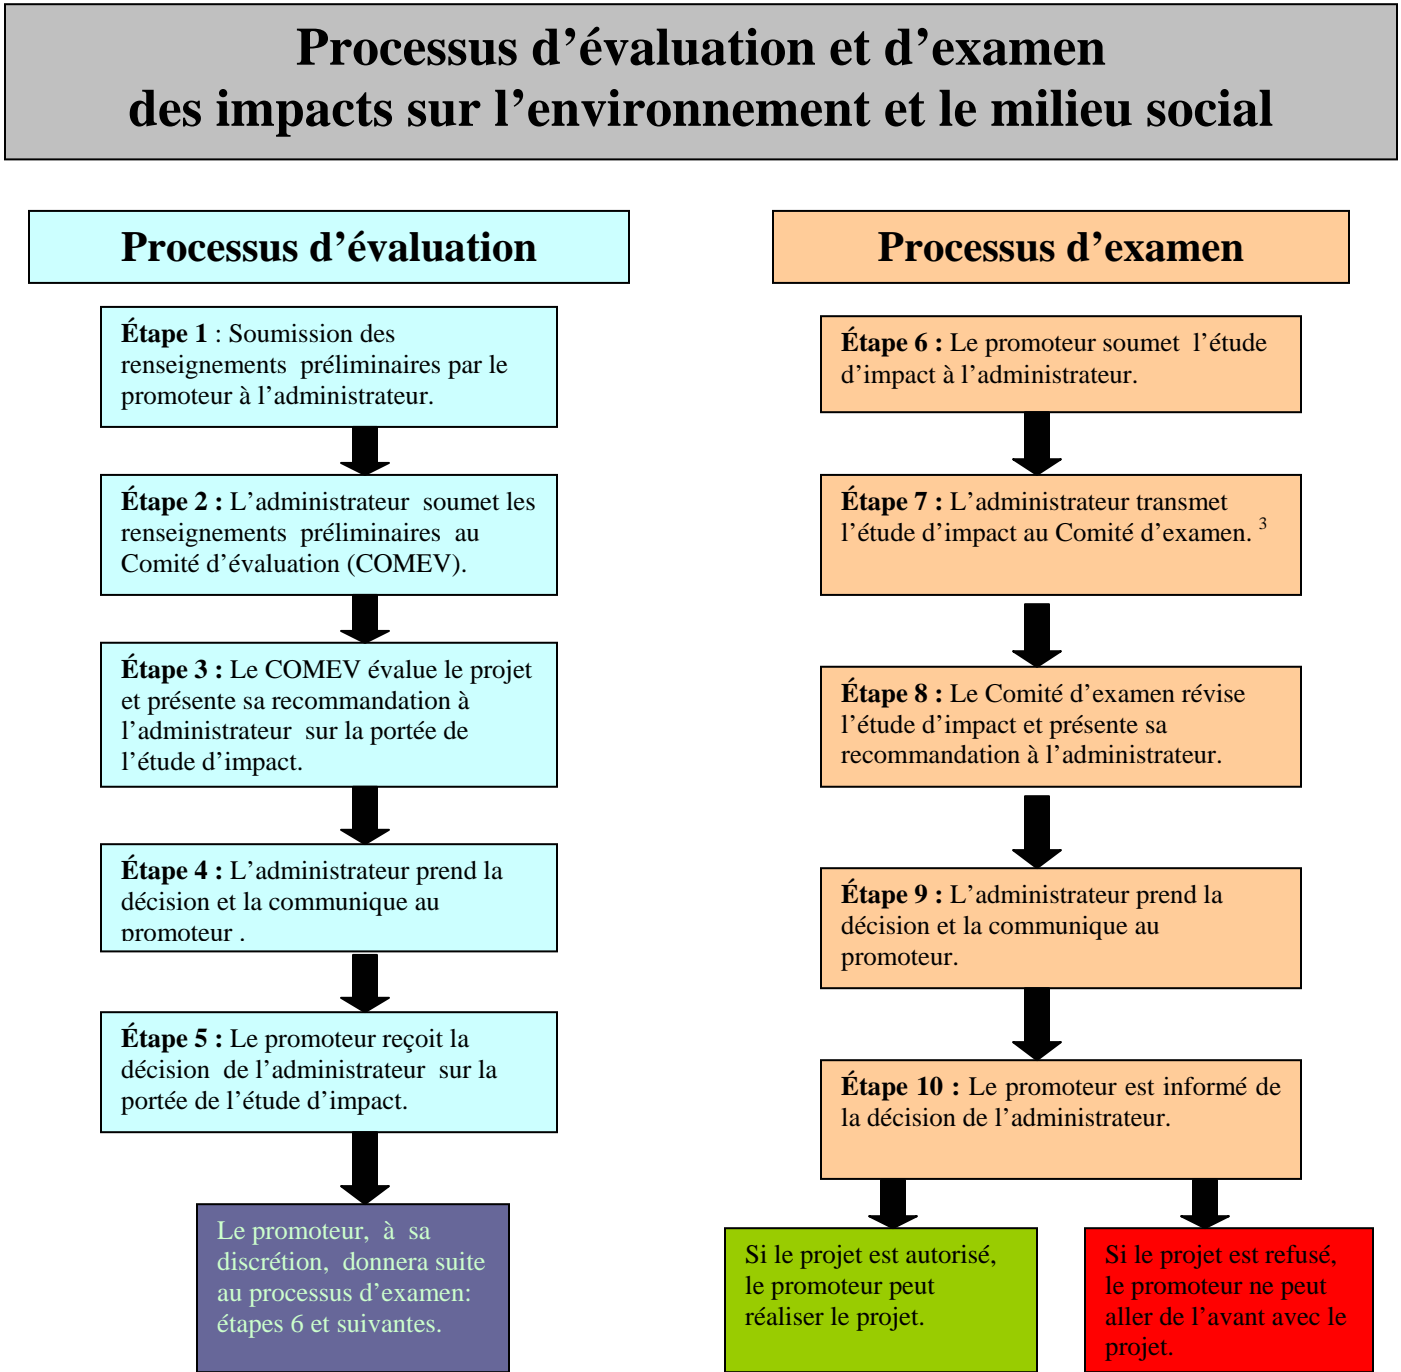 Processus d’évaluation et d’examen
des impacts sur l’environnement et le milieu social
Processus d’évaluation
Étape 1 : Soumission des
renseignements préliminaires par le
promoteur à l’administrateur.
Étape 2 : L’administrateur soumet les
renseignements préliminaires au
Comité d’évaluation (COMEV).
Étape 3 : Le COMEV évalue le projet
et présente sa recommandation à
l’administrateur sur la portée de
l’étude d’impact.
Étape 4 : L’administrateur prend la
décision et la communique au
promoteur .
Étape 5 : Le promoteur reçoit la
décision de l’administrateur sur la
portée de l’étude d’impact.
Le promoteur, à sa
discrétion, donnera suite
au processus d’examen:
étapes 6 et suivantes.
Processus d’examen
Étape 6 : Le promoteur soumet l’étude
d’impact à l’administrateur.
Étape 7 : L’administrateur transmet
l’étude d’impact au Comité d’examen. 3
Étape 8 : Le Comité d’examen révise
l’étude d’impact et présente sa
recommandation à l’administrateur.
Étape 9 : L’administrateur prend la
décision et la communique au
promoteur.
Étape 10 : Le promoteur est informé de
la décision de l’administrateur.
Si le projet est autorisé,
le promoteur peut
réaliser le projet.
Si le projet est refusé,
le promoteur ne peut
aller de l’avant avec le
projet.